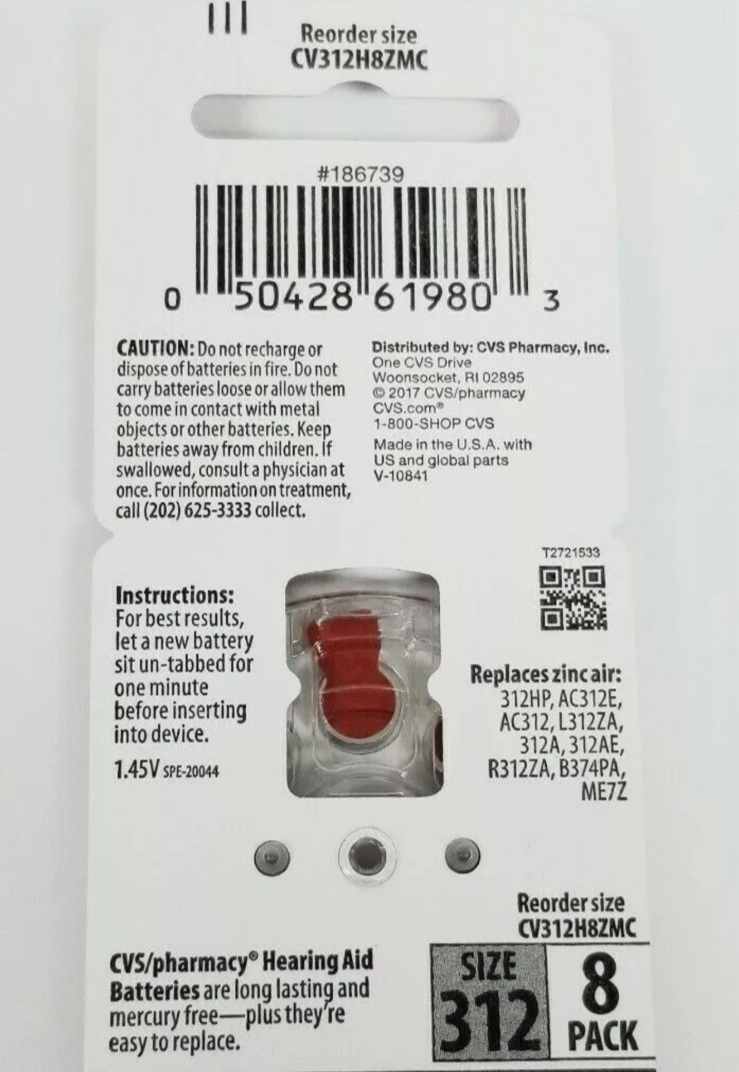 Reorder size
CV312H8ZMC
#186739
0 50428 61980 3
CAUTION: Do not recharge or
dispose of batteries in fire. Do not
carry batteries loose or allow them
to come in contact with metal
objects or other batteries. Keep
batteries away from children. If
swallowed, consult a physician at
once. For information on treatment,
call (202) 625-3333 collect.
Distributed by: CVS Pharmacy, Inc.
One CVS Drive
Woonsocket, RI 02895
© 2017 CVS/pharmacy
CVS.com®
1-800-SHOP CVS
Made in the U.S.A. with
US and global parts
V-10841
T2721533
Instructions:
For best results,
let a new battery
sit un-tabbed for
one minute
before inserting
into device.
1.45V SPE-20044
Replaces zinc air:
312HP, AC312E,
AC312, L312ZA,
312A, 312AE,
R312ZA, B374PA,
ME7Z
Reorder size
CV312H8ZMC
CVS/pharmacy® Hearing Aid
Batteries are long lasting and
mercury free—plus they're
easy to replace.
SIZE
312
8
PACK